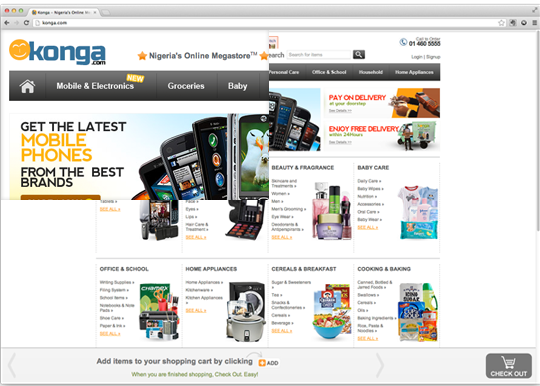 Konga - Nigeria's Online M
konga.com
konga
.com
Nigeria's Online Megastore™
Search for items
Call to Order
01 460 5555
Login | Signup
NEW
Mobile & Electronics
Groceries
Baby
Personal Care
Office & School
Household
Home Appliances
GET THE LATEST
MOBILE
PHONES
FROM THE BEST
BRANDS
PAY ON DELIVERY
at your doorstep
See Details >>
ENJOY FREE DELIVERY
within 24Hours
See Details >>
Tablets »
SEE ALL »
Face »
Eyes »
Lips »
Hair Care &
Treatment »
SEE ALL »
BEAUTY & FRAGRANCE
Skincare and
Treatments »
Women »
Men »
Men's Grooming »
Eye Wear »
Deodorants &
Antiperspirants »
SEE ALL »
BABY CARE
Baby Care »
Baby Wipes »
Nutrition »
Accessories »
Oral Care »
Baby Wear »
SEE ALL »
OFFICE & SCHOOL
Writing Supplies »
Filing System »
School Items »
Notebooks & Note
Pads »
Shoe Care »
Paper & Ink »
SEE ALL »
HOME APPLIANCES
Home Appliances »
Kitchenware »
Kitchen Appliances
»
SEE ALL »
CEREALS & BREAKFAST
Sugar & Sweeteners
»
Tea »
Snacks &
Confectioneries »
Cereals »
Beverage »
SEE ALL »
COOKING & BAKING
Canned, Bottled &
Jarred Foods »
Swallows »
Cereals »
Oils »
Baking Ingredients »
Rice, Pasta &
Noodles »
SEE ALL »
Add items to your shopping cart by clicking
ADD
When you are finished shopping, Check Out. Easy!
CHECK OUT